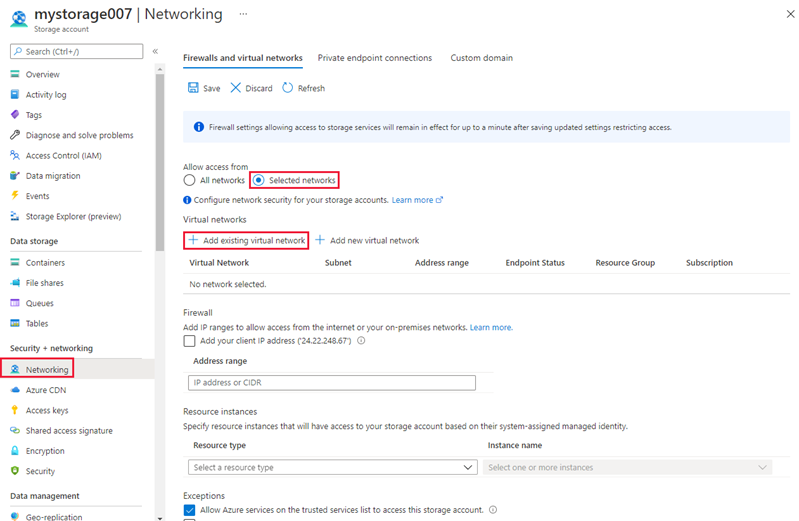 mystorage007 | Networking ...
Storage account
Search (Ctrl+/)
«
Overview
Activity log
Tags
Diagnose and solve problems
Access Control (IAM)
Data migration
Events
Storage Explorer (preview)
Data storage
Containers
File shares
Queues
Tables
Security + networking
Networking
Azure CDN
Access keys
Shared access signature
Encryption
Security
Data management
Geo-replication
Firewalls and virtual networks Private endpoint connections Custom domain
Save Discard Refresh
Firewall settings allowing access to storage services will remain in effect for up to a minute after saving updated settings restricting access.
Allow access from
All networks Selected networks
Configure network security for your storage accounts. Learn more
Virtual networks
+ Add existing virtual network + Add new virtual network
Virtual Network Subnet Address range Endpoint Status Resource Group Subscription
No network selected.
Firewall
Add IP ranges to allow access from the internet or your on-premises networks. Learn more.
Add your client IP address ('24.22.248.67')
Address range
IP address or CIDR
Resource instances
Specify resource instances that will have access to your storage account based on their system-assigned managed identity.
Resource type Instance name
Select a resource type Select one or more instances
Exceptions
Allow Azure services on the trusted services list to access this storage account.